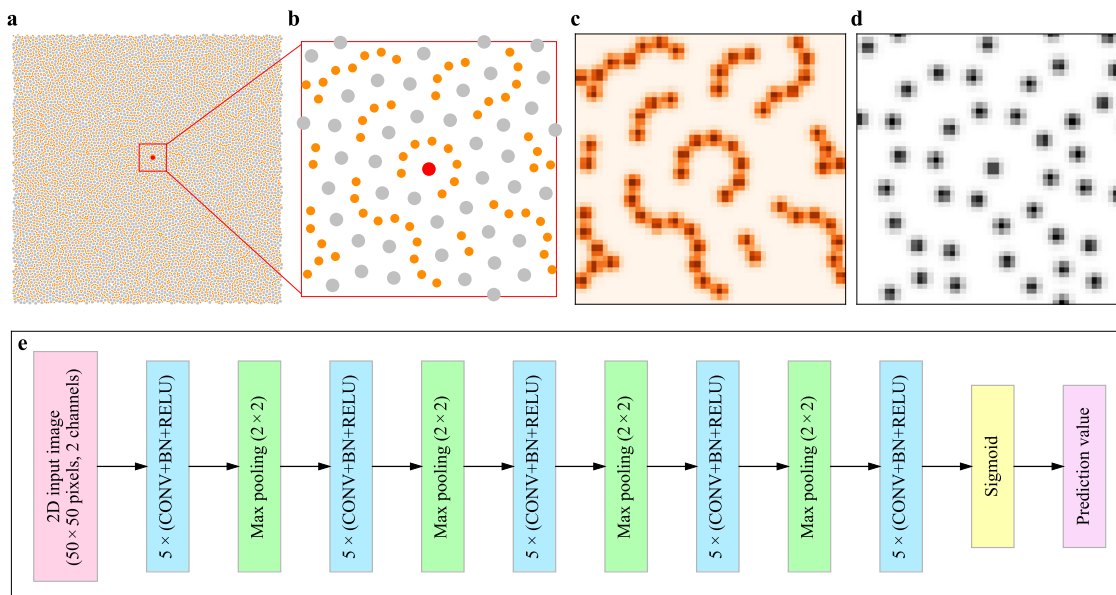 a
b
c
d
e
2D input image
(50 × 50 pixels, 2 channels)
5 × (CONV+BN+RELU)
Max pooling (2 × 2)
5 × (CONV+BN+RELU)
Max pooling (2 × 2)
5 × (CONV+BN+RELU)
Max pooling (2 × 2)
5 × (CONV+BN+RELU)
Max pooling (2 × 2)
5 × (CONV+BN+RELU)
Sigmoid
Prediction value